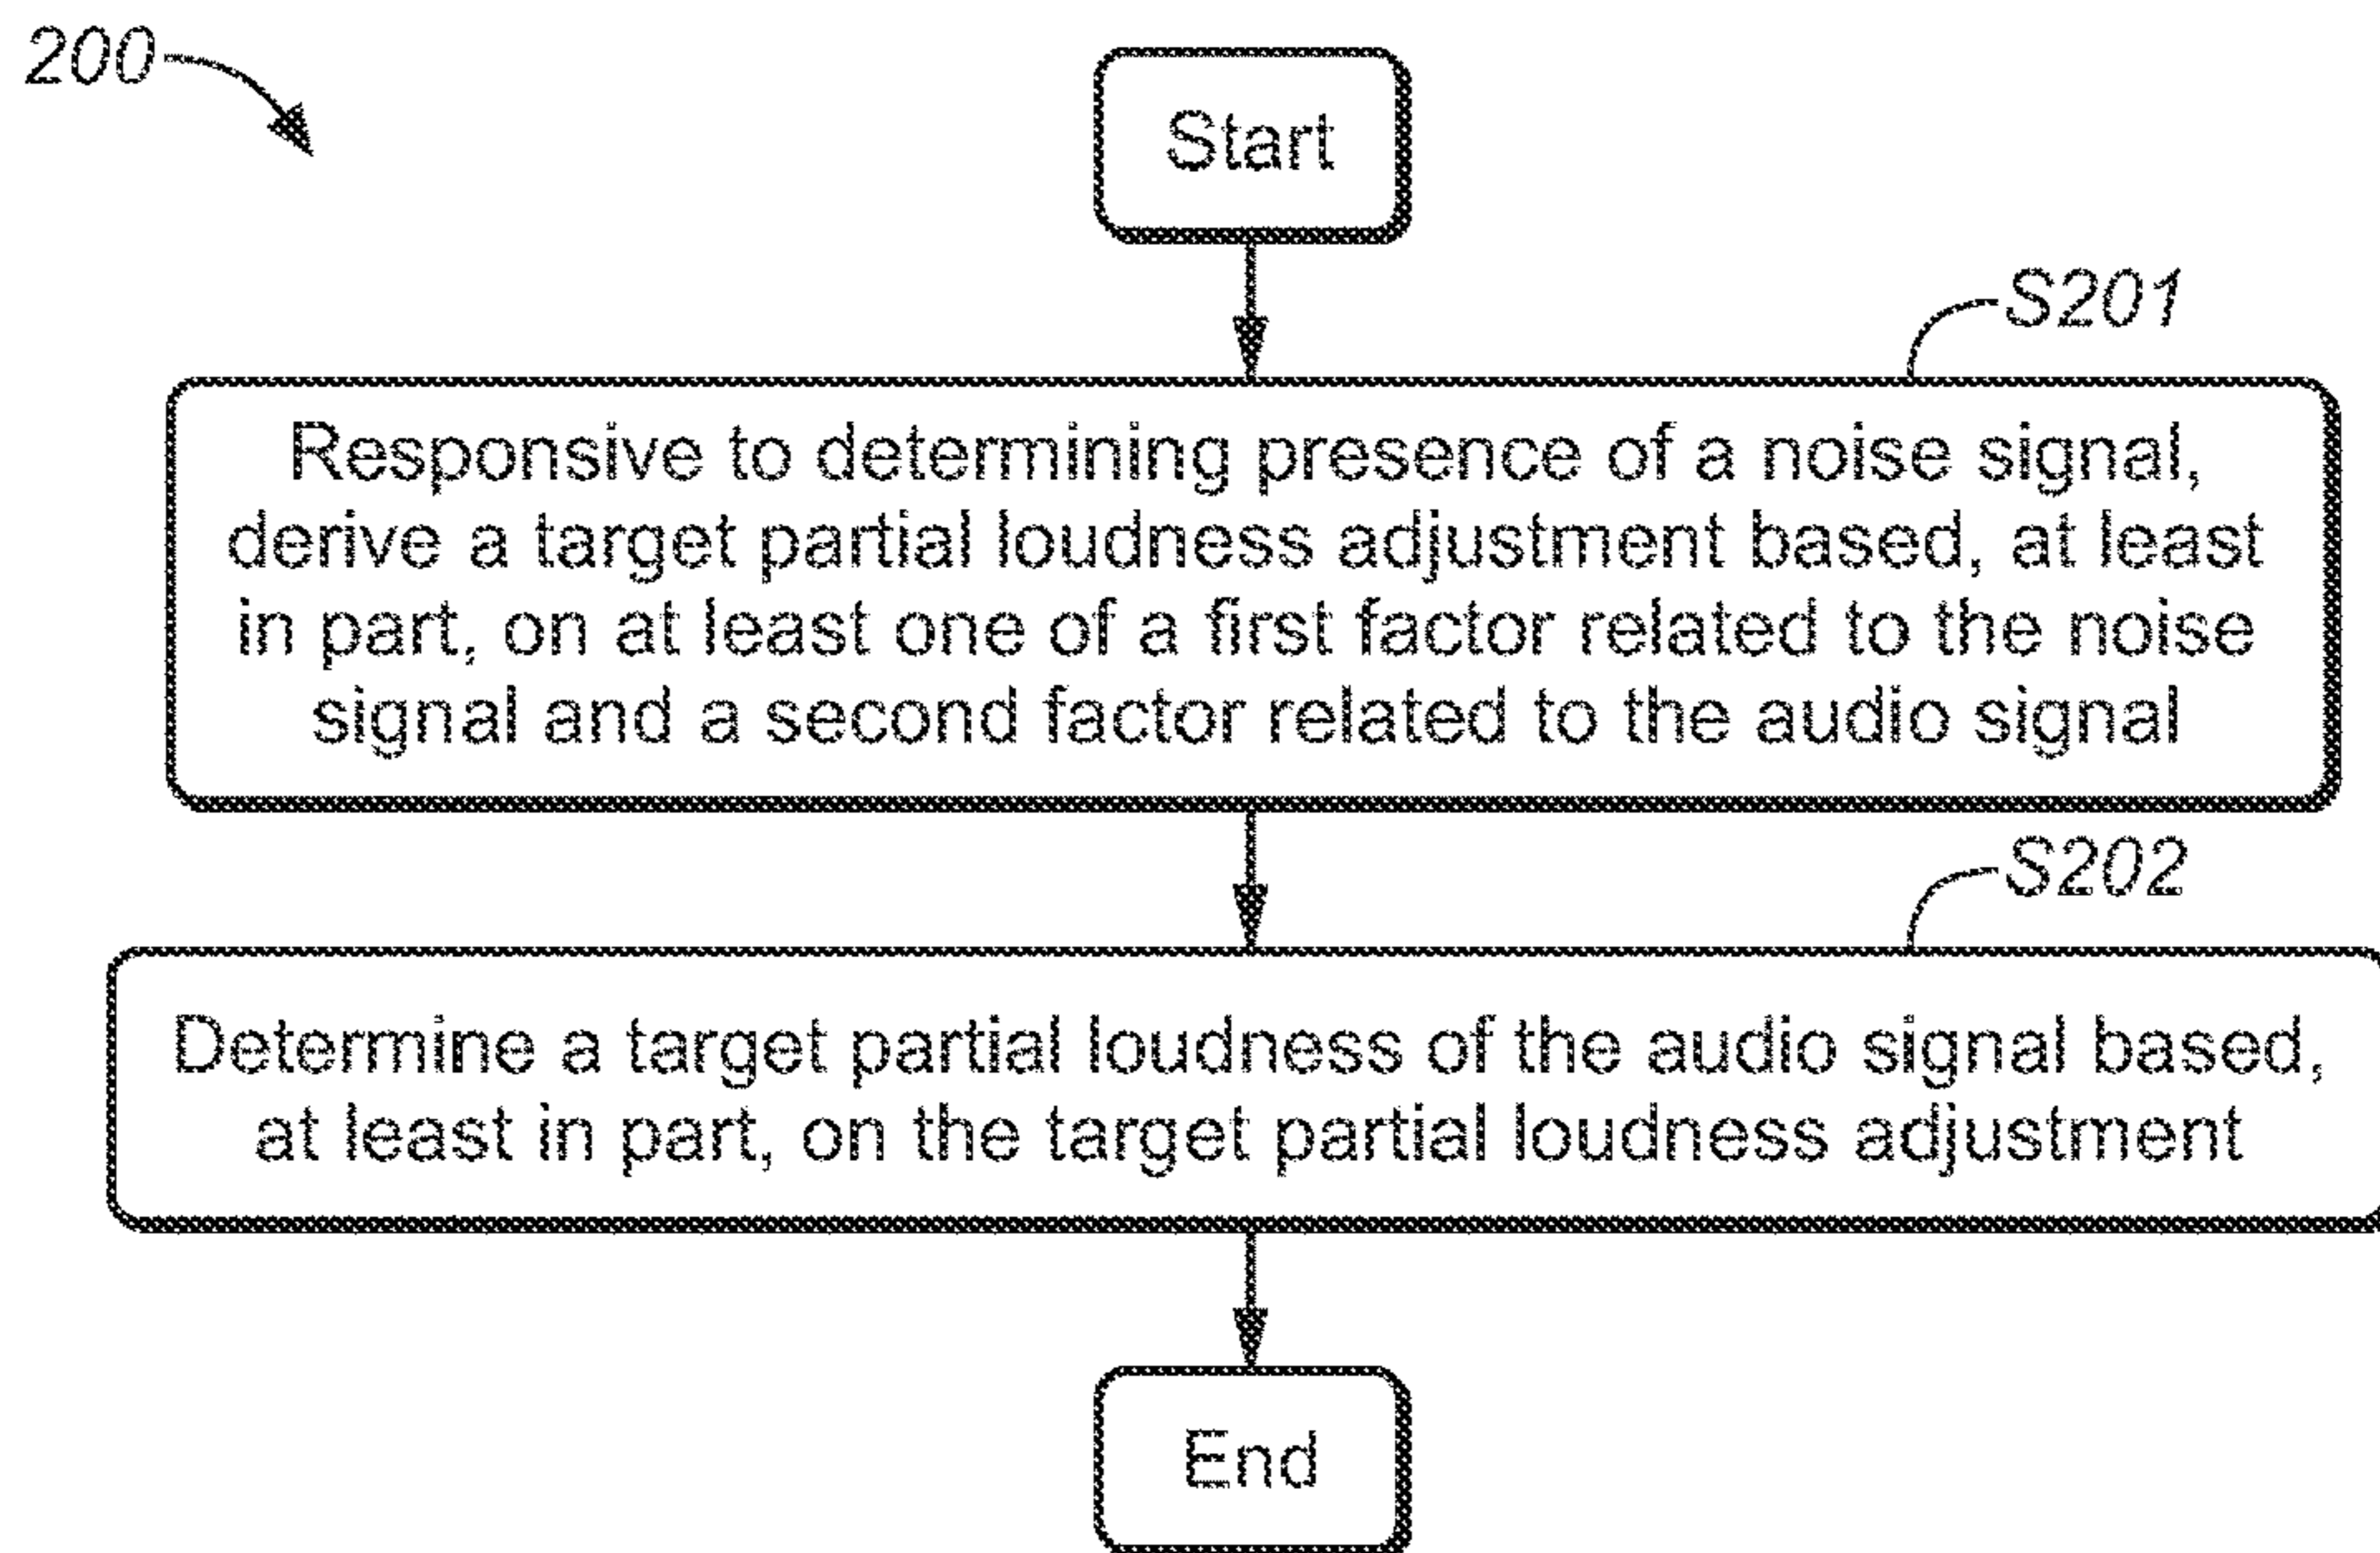 200
Start
S201
Responsive to determining presence of a noise signal,
derive a target partial loudness adjustment based, at least
in part, on at least one of a first factor related to the noise
signal and a second factor related to the audio signal
S202
Determine a target partial loudness of the audio signal based,
at least in part, on the target partial loudness adjustment
End